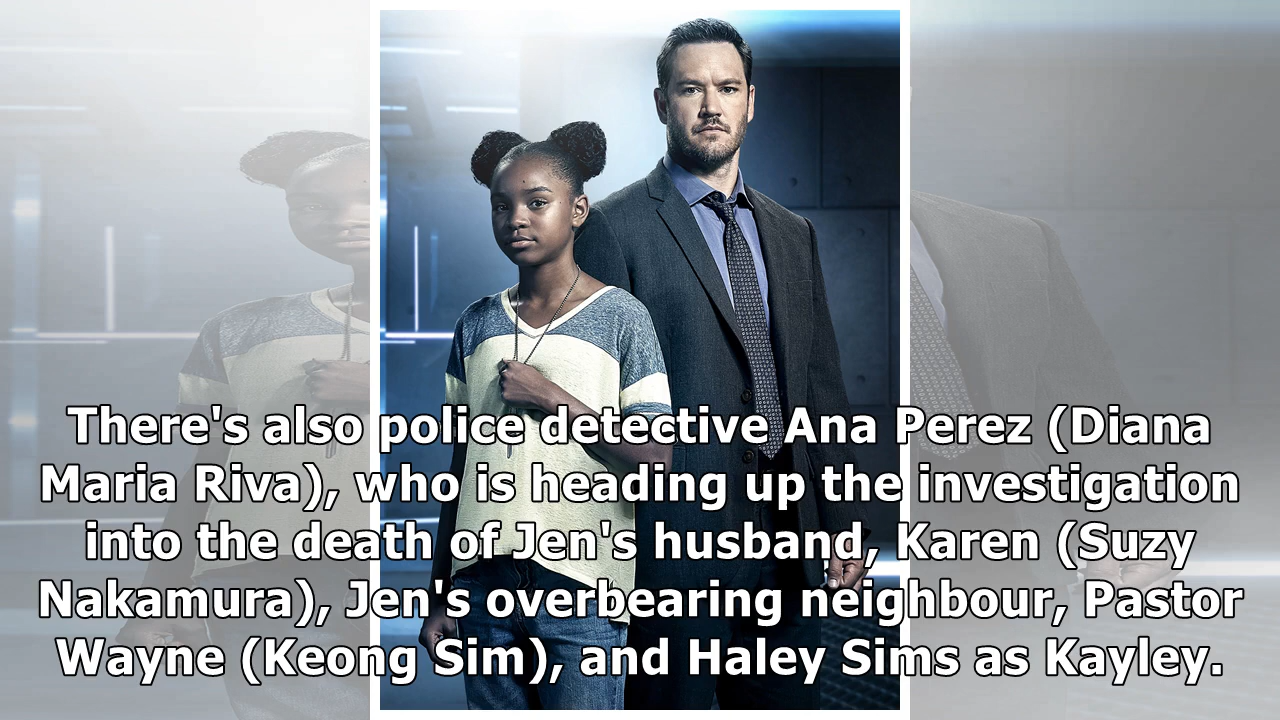 There's also police detective Ana Perez (Diana
Maria Riva), who is heading up the investigation
into the death of Jen's husband, Karen (Suzy
Nakamura), Jen's overbearing neighbour, Pastor
Wayne (Keong Sim), and Haley Sims as Kayley.